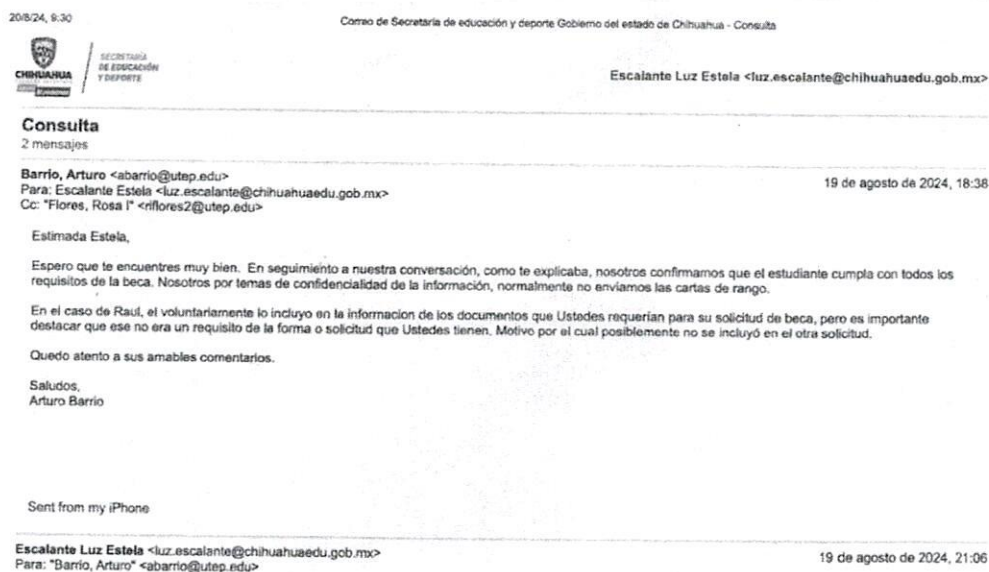 20/8/24, 9:30
Correo de Secretaría de educación y deporte Gobierno del estado de Chihuahua - Consulta
CHIHUAHUA
SECRETARÍA
DE EDUCACIÓN
Y DEPORTE
Escalante Luz Estela <luz.escalante@chihuahuaedu.gob.mx>
Consulta
2 mensajes
Barrio, Arturo <abarrio@utep.edu>
19 de agosto de 2024, 18:38
Para: Escalante Estela <luz.escalante@chihuahuaedu.gob.mx>
Cc: "Flores, Rosa I" <riflores2@utep.edu>
Estimada Estela,
Espero que te encuentres muy bien. En seguimiento a nuestra conversación, como te explicaba, nosotros confirmamos que el estudiante cumpla con todos los
requisitos de la beca. Nosotros por temas de confidencialidad de la información, normalmente no enviamos las cartas de rango.
En el caso de Raul, el voluntariamente lo incluyo en la informacion de los documentos que Ustedes requerían para su solicitud de beca, pero es importante
destacar que ese no era un requisito de la forma o solicitud que Ustedes tienen. Motivo por el cual posiblemente no se incluyó en el otra solicitud.
Quedo atento a sus amables comentarios.
Saludos,
Arturo Barrio
Sent from my iPhone
Escalante Luz Estela <luz.escalante@chihuahuaedu.gob.mx>
19 de agosto de 2024, 21:06
Para: "Barrio, Arturo" <abarrio@utep.edu>